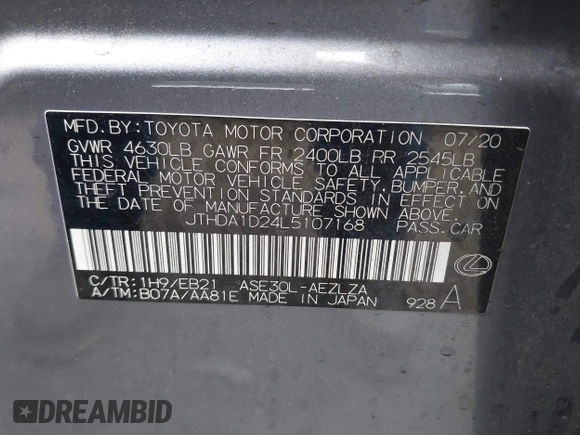 MFD.BY:TOYOTA MOTOR CORPORATION 07/20
GVWR 4630LB GAWR FR 2400LB RR 2545LB
THIS VEHICLE CONFORMS TO ALL APPLICABLE
FEDERAL MOTOR VEHICLE SAFETY, BUMPER, AND
THEFT PREVENTION STANDARDS IN EFFECT ON
THE DATE OF MANUFACTURE SHOWN ABOVE.
JTHDA1D24L5107168 PASS.CAR
C/TR:1H9/EB21 ASE30L-AEZLZA
A/TM:B07A/AA81E MADE IN JAPAN 928 A
DREAMBID